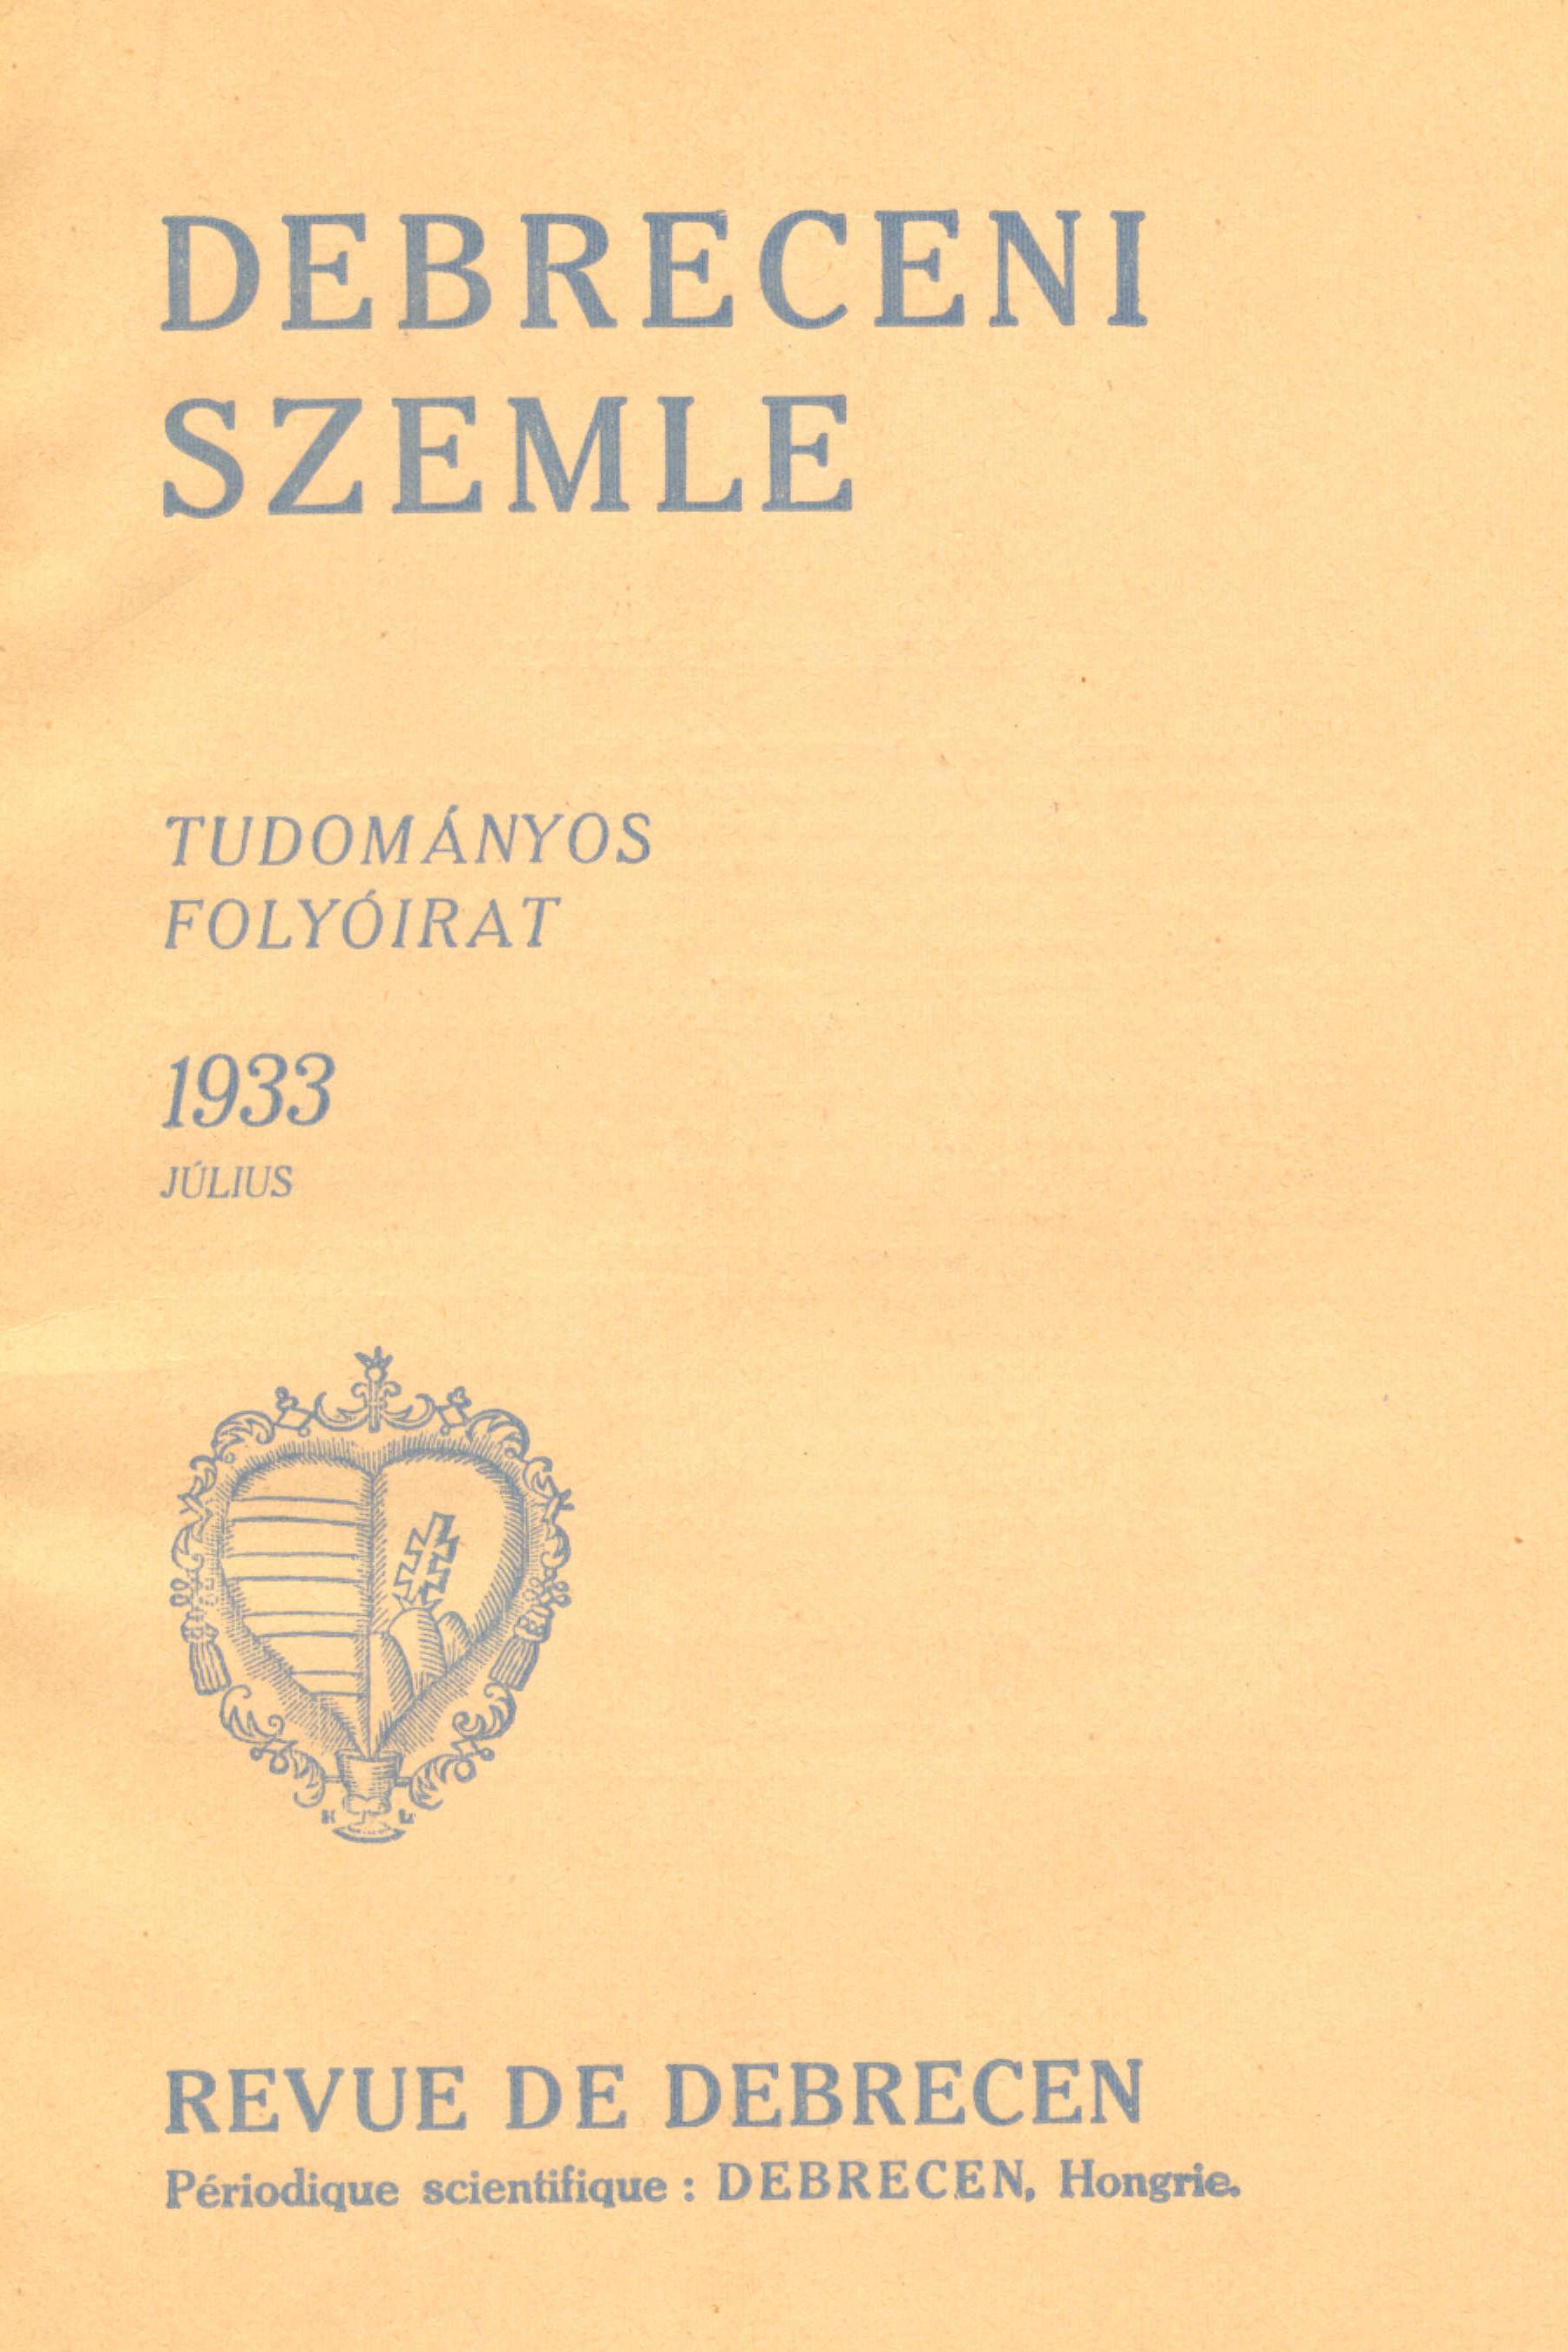 DEBRECENI
SZEMLE
TUDOMÁNYOS
FOLYÓIRAT
1933
JÚLIUS
REVUE DE DEBRECEN
Périodique scientifique : DEBRECEN, Hongrie.